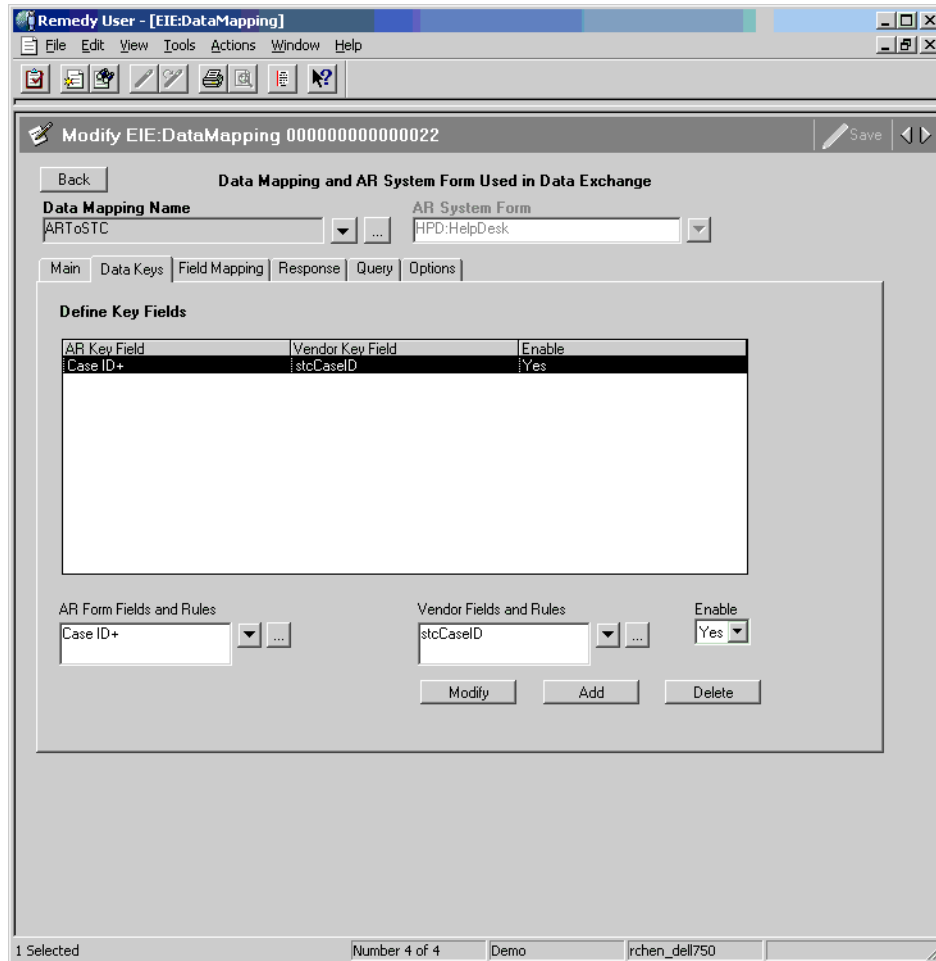 Remedy User - [EIE:DataMapping]
File Edit View Tools Actions Window Help
Modify EIE:DataMapping 000000000000022
Save
Back
Data Mapping and AR System Form Used in Data Exchange
Data Mapping Name AR System Form
ARToSTC ... HPD:HelpDesk
Main Data Keys Field Mapping Response Query Options
Define Key Fields
AR Key Field Vendor Key Field Enable
Case ID+ stcCaseID Yes
AR Form Fields and Rules Vendor Fields and Rules Enable
Case ID+ ... stcCaseID ... Yes
Modify Add Delete
1 Selected Number 4 of 4 Demo rchen_dell750